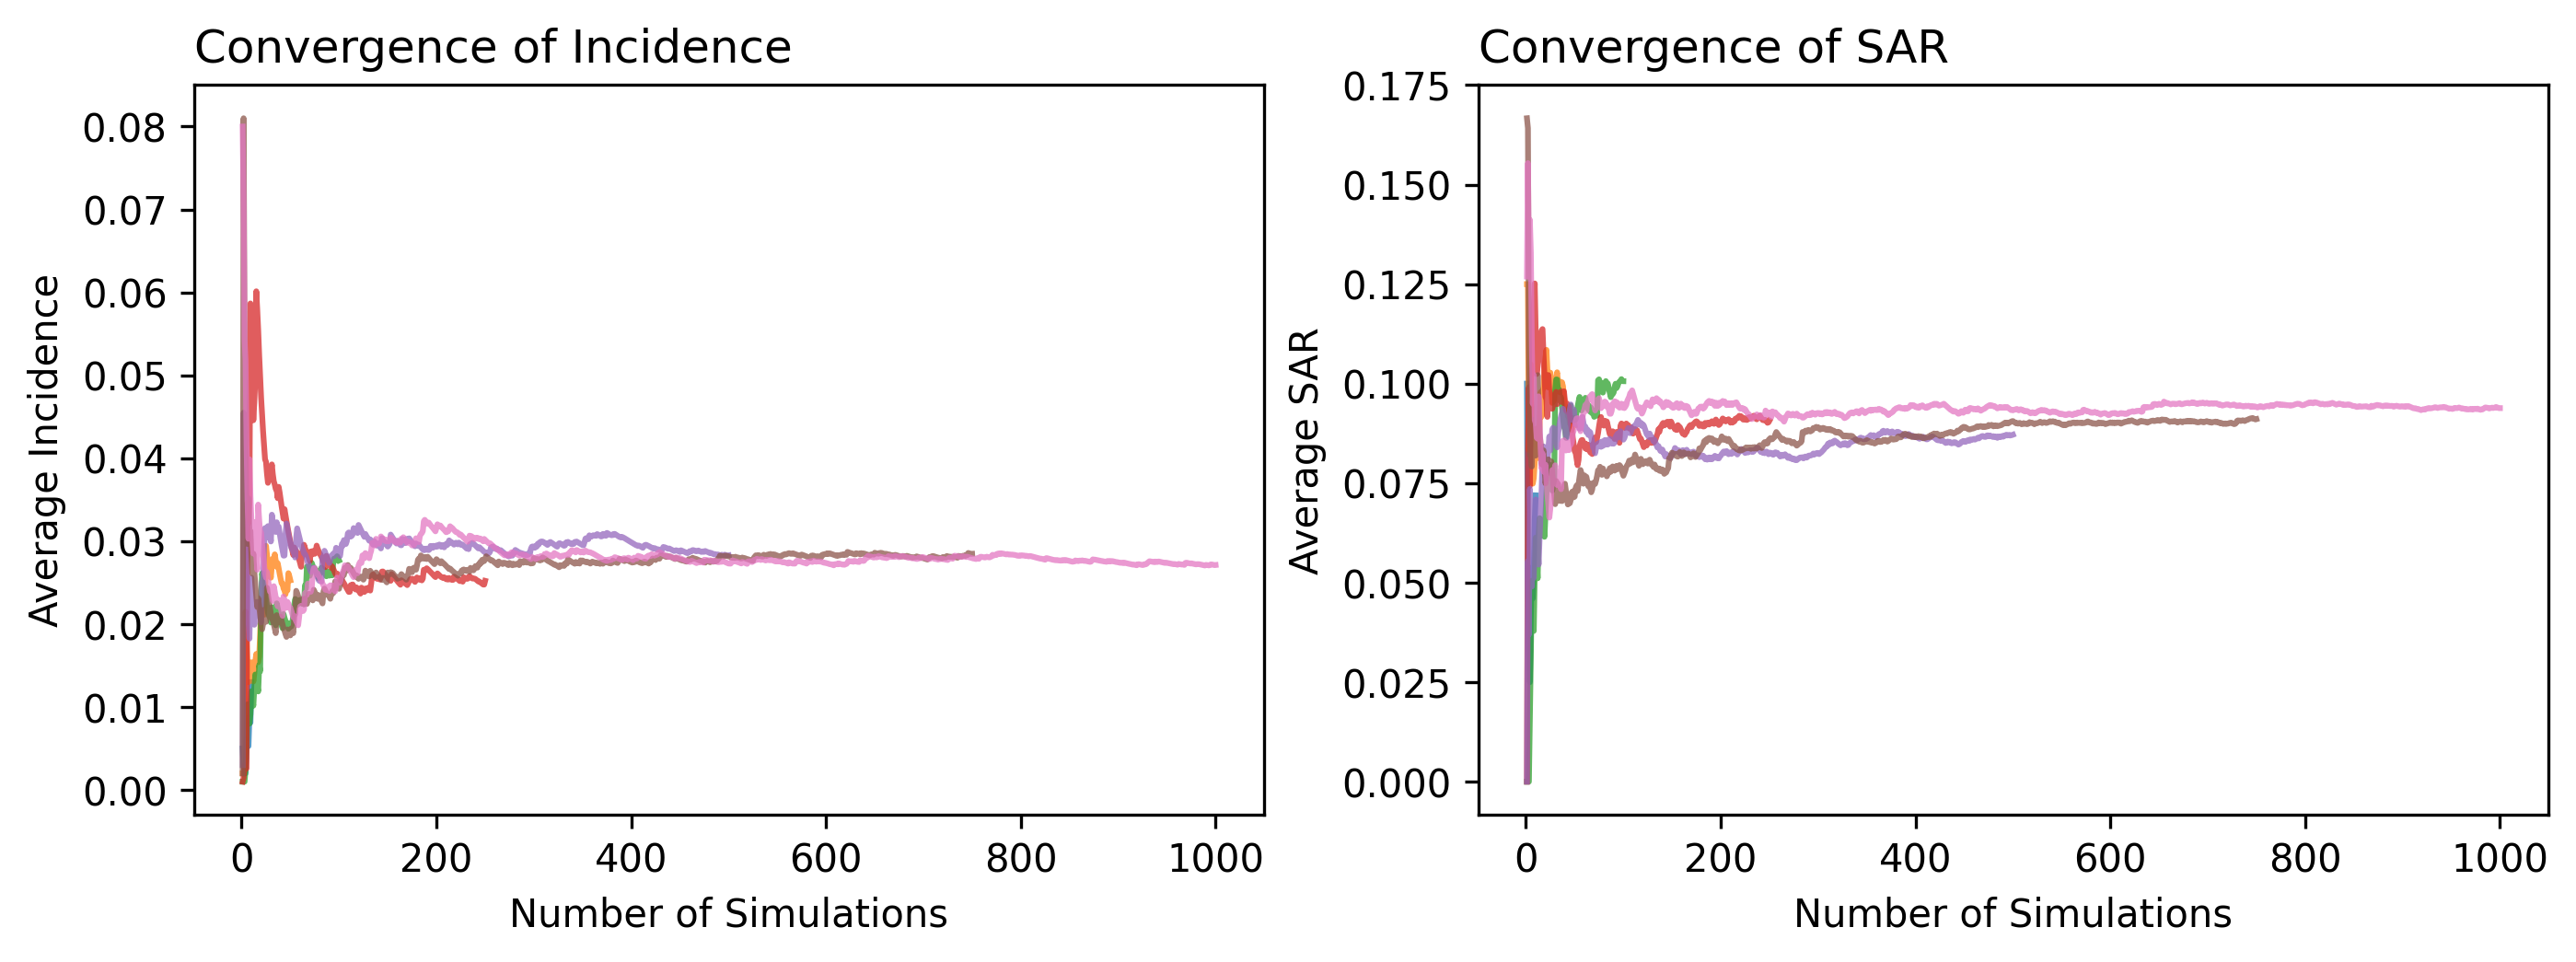 Convergence of Incidence
Average Incidence
0.08
0.07
0.06
0.05
0.04
0.03
0.02
0.01
0.00
0 200 400 600 800 1000
Number of Simulations
Convergence of SAR
Average SAR
0.175
0.150
0.125
0.100
0.075
0.050
0.025
0.000
0 200 400 600 800 1000
Number of Simulations